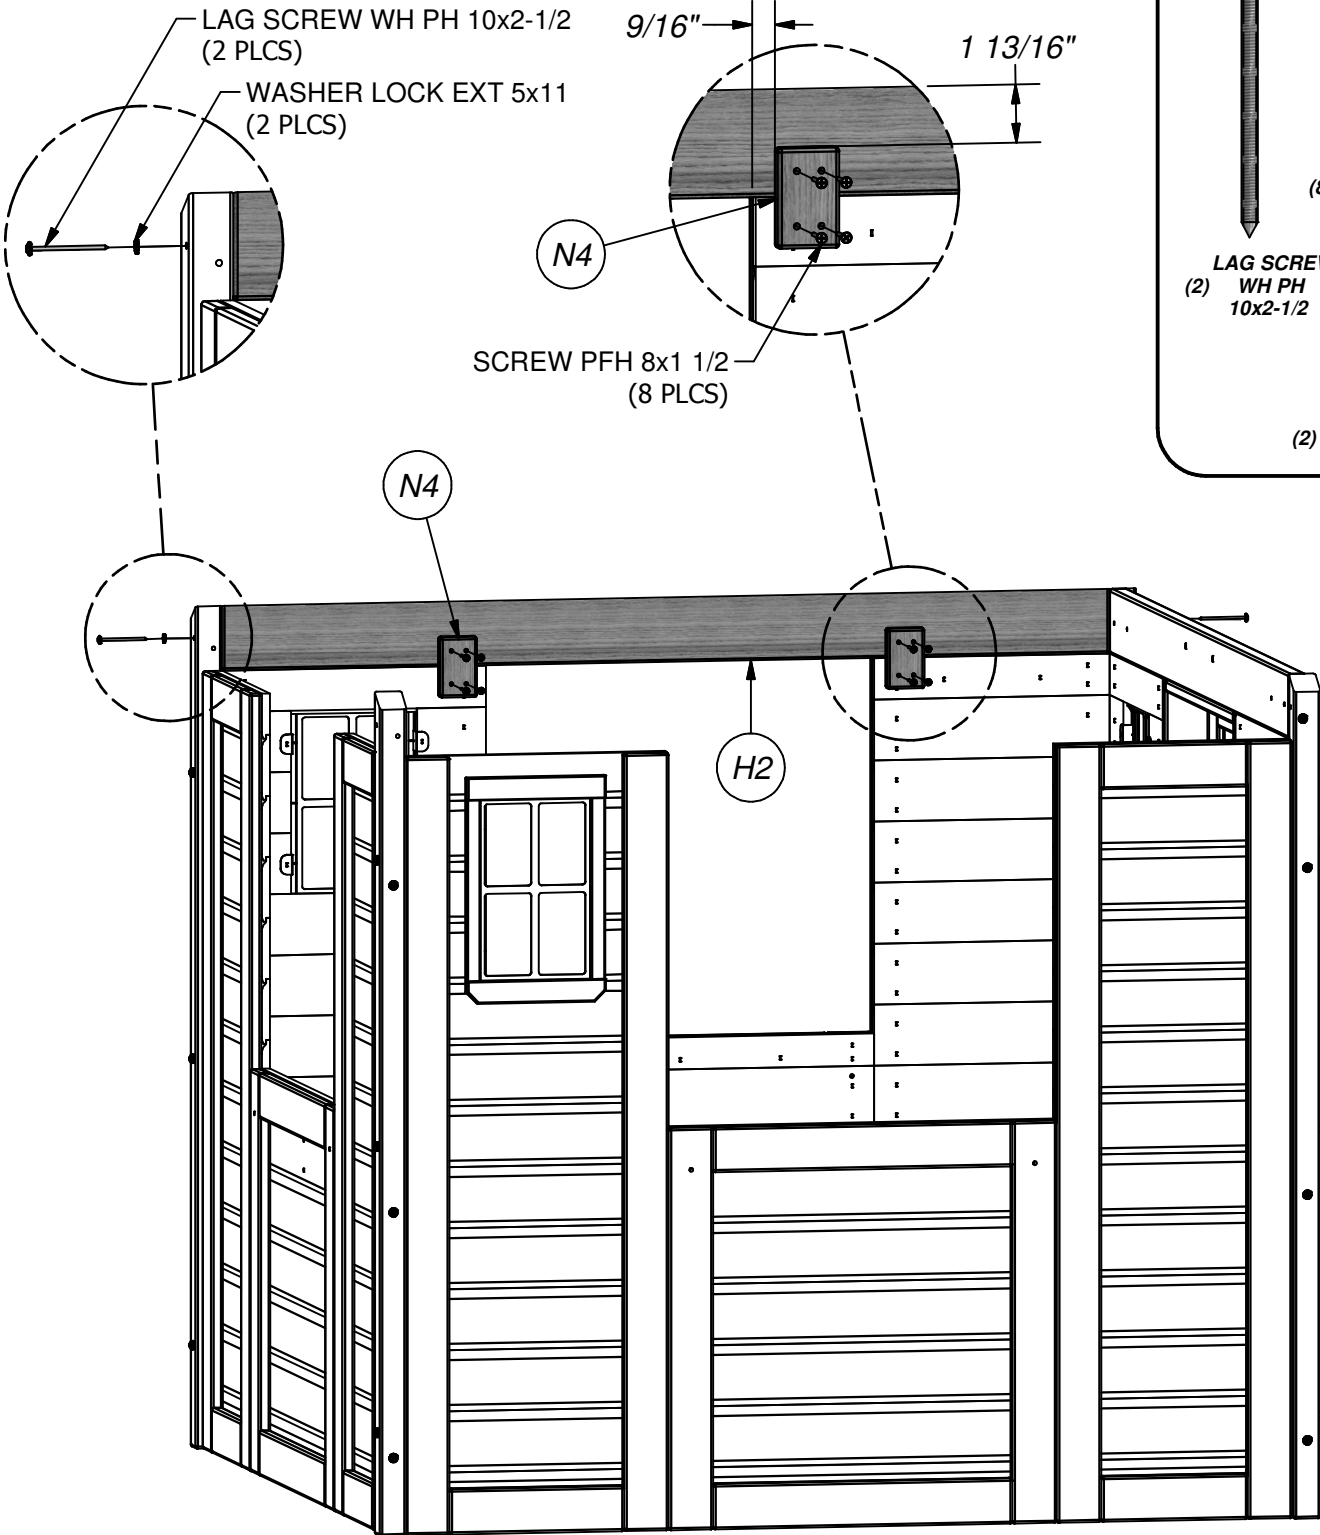 LAG SCREW WH PH 10x2-1/2
(2 PLCS)
WASHER LOCK EXT 5x11
(2 PLCS)
9/16"
1 13/16"
N4
SCREW PFH 8x1 1/2
(8 PLCS)
(8
LAG SCREW
(2) WH PH
10x2-1/2
(2)
N4
H2